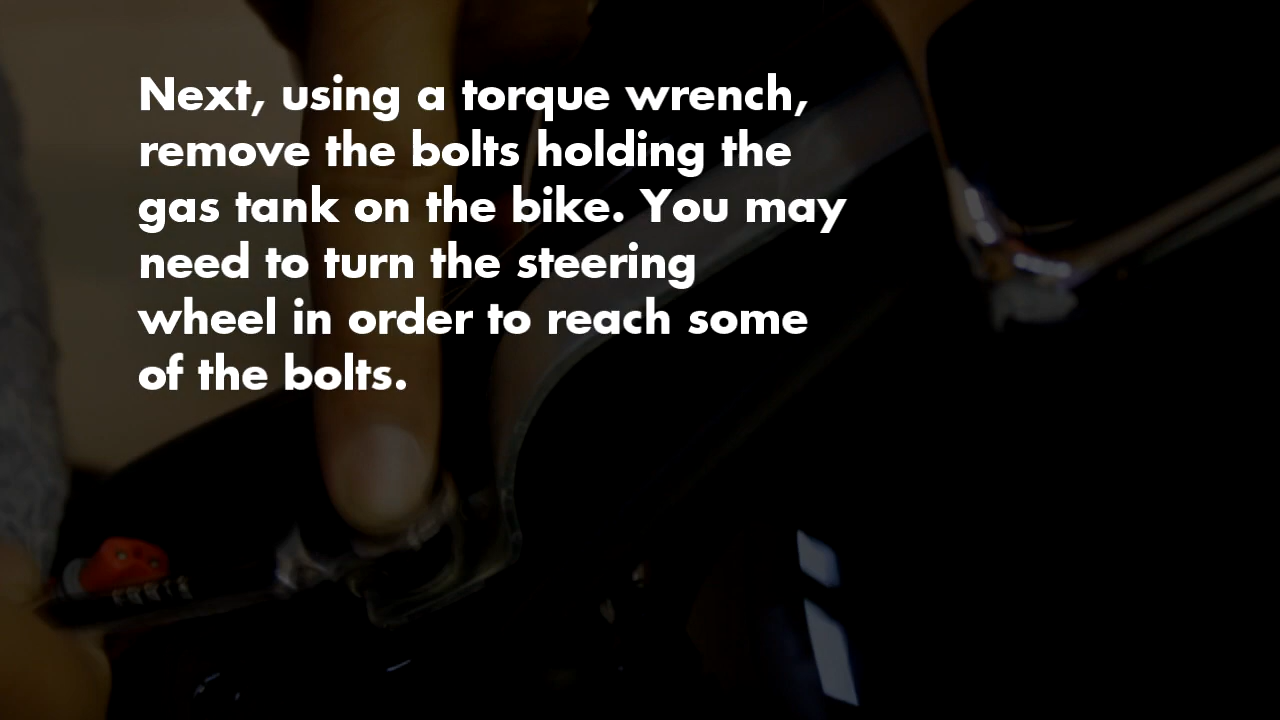 Next, using a torque wrench,
remove the bolts holding the
gas tank on the bike. You may
need to turn the steering
wheel in order to reach some
of the bolts.